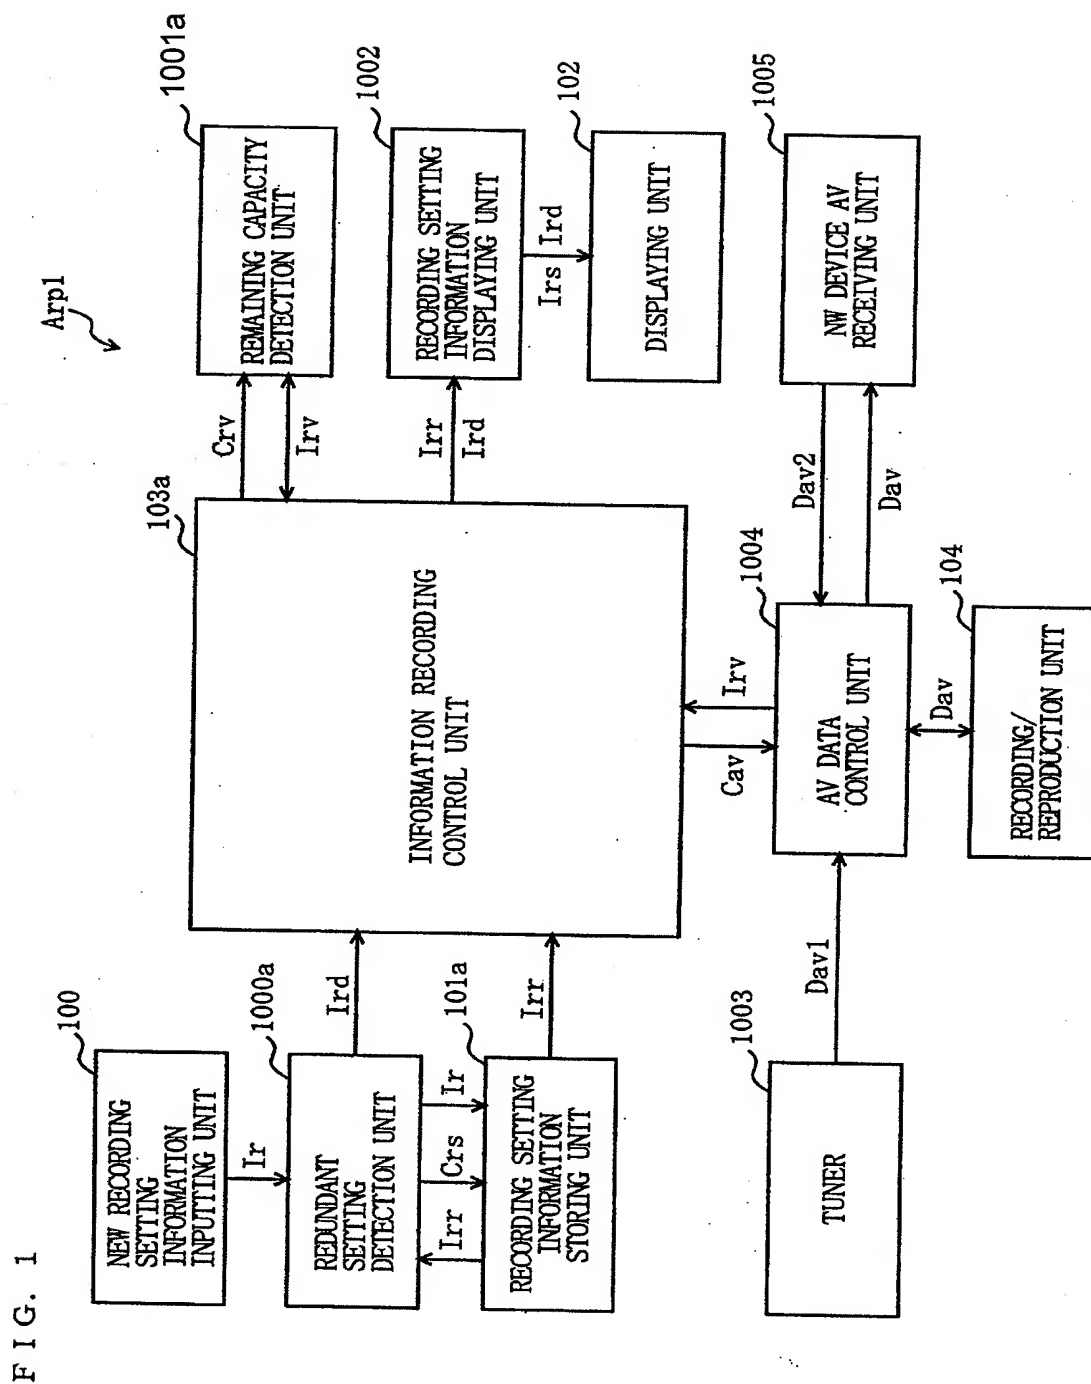 FIG. 1
Arp1
100
NEW RECORDING
SETTING
INFORMATION
INPUTTING UNIT
Ir
1000a
REDUNDANT
SETTING
DETECTION UNIT
Ird
Irr
Crs
Ir
101a
RECORDING SETTING
INFORMATION
STORING UNIT
Irr
103a
INFORMATION RECORDING
CONTROL UNIT
Crv
Irv
1001a
REMAINING CAPACITY
DETECTION UNIT
Irr
Ird
1002
RECORDING SETTING
INFORMATION
DISPLAYING UNIT
Irs
Ird
102
DISPLAYING UNIT
Cav
Irv
1003
TUNER
Dav1
1004
AV DATA
CONTROL UNIT
Dav2
Dav
1005
NW DEVICE AV
RECEIVING UNIT
Dav
104
RECORDING/
REPRODUCTION UNIT